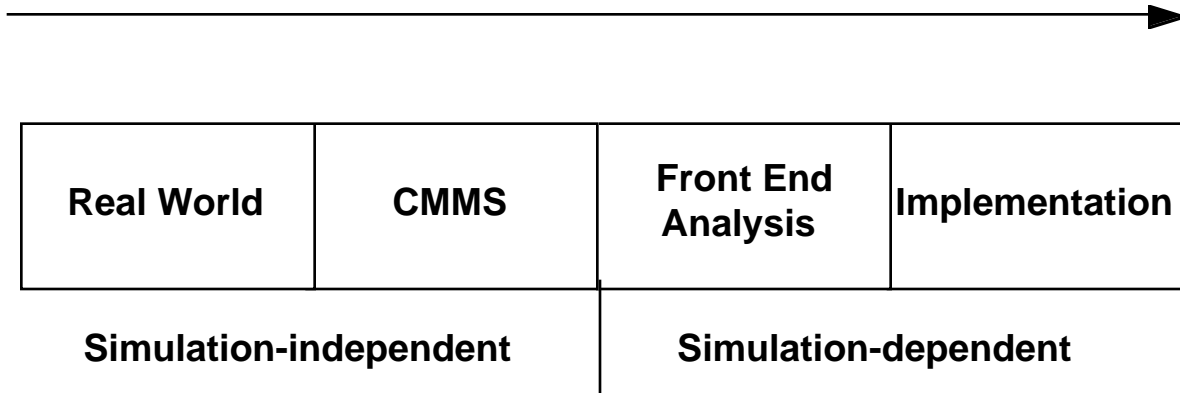 Real World
CMMS
Front End
Analysis
Implementation
Simulation-independent
Simulation-dependent